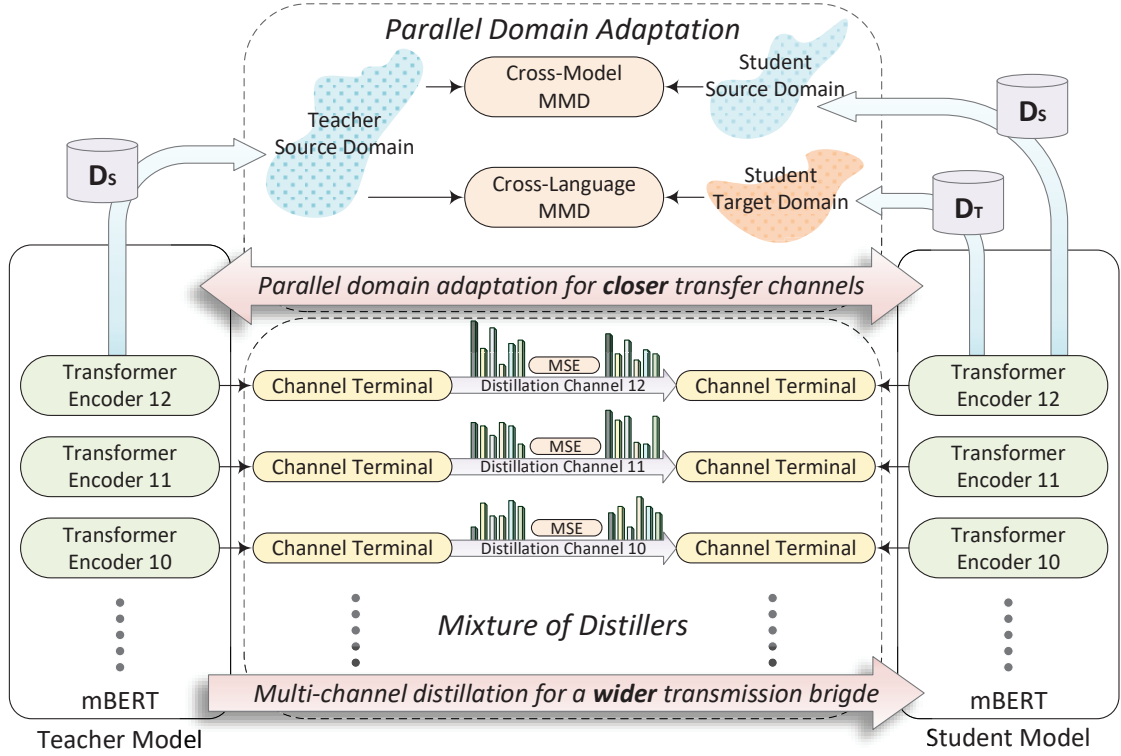 Parallel Domain Adaptation
Cross-Model
MMD
Student
Source Domain
Teacher
Source Domain
Cross-Language
MMD
Student
Target Domain
Ds
Ds
DT
Parallel domain adaptation for closer transfer channels
Transformer
Encoder 12
Channel Terminal
MSE
Distillation Channel 12
Channel Terminal
Transformer
Encoder 12
Transformer
Encoder 11
Channel Terminal
MSE
Distillation Channel 11
Channel Terminal
Transformer
Encoder 11
Transformer
Encoder 10
Channel Terminal
MSE
Distillation Channel 10
Channel Terminal
Transformer
Encoder 10
Mixture of Distillers
Multi-channel distillation for a wider transmission brigde
mBERT
mBERT
Teacher Model
Student Model